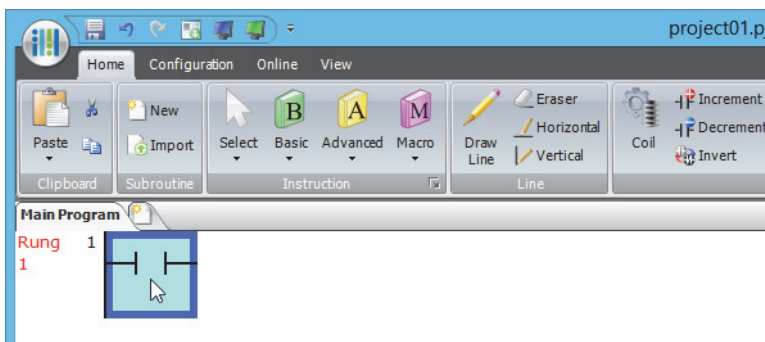 project01.p
Home Configuration Online View
Paste
New
Import
Select Basic Advanced Macro
B A M
Draw Line
Eraser
Horizontal
Vertical
Coil
Increment
Decrement
Invert
Clipboard Subroutine Instruction Line
Main Program
Rung 1
1